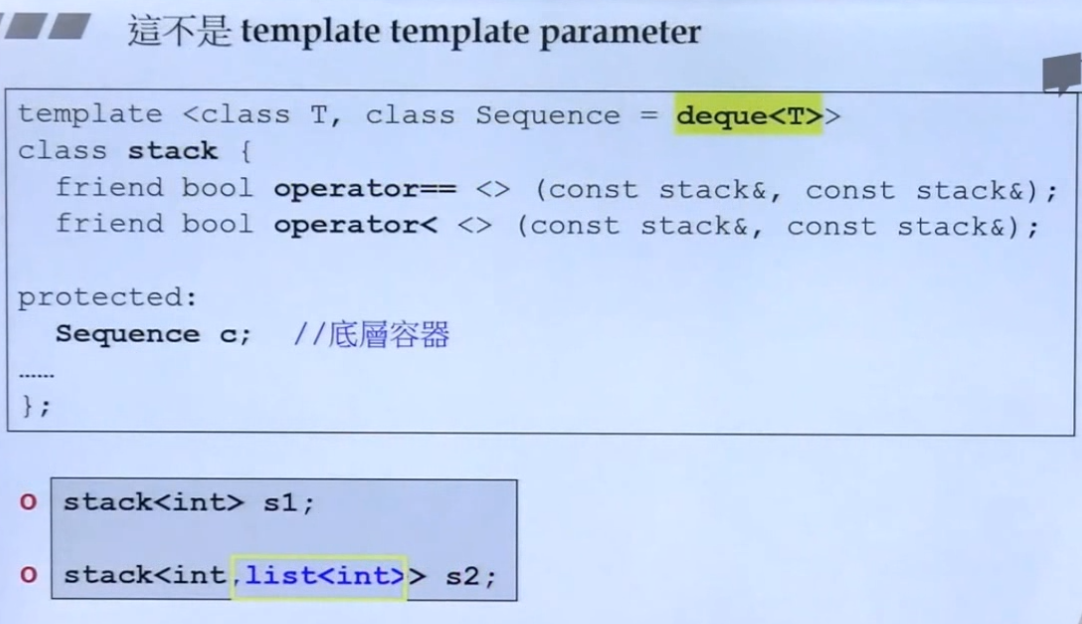 這不是 template template parameter
template <class T, class Sequence = deque<T>>
class stack {
friend bool operator== <> (const stack&, const stack&);
friend bool operator< <> (const stack&, const stack&);
protected:
Sequence c; //底層容器
......
};
o stack<int> s1;
o stack<int,list<int>> s2;